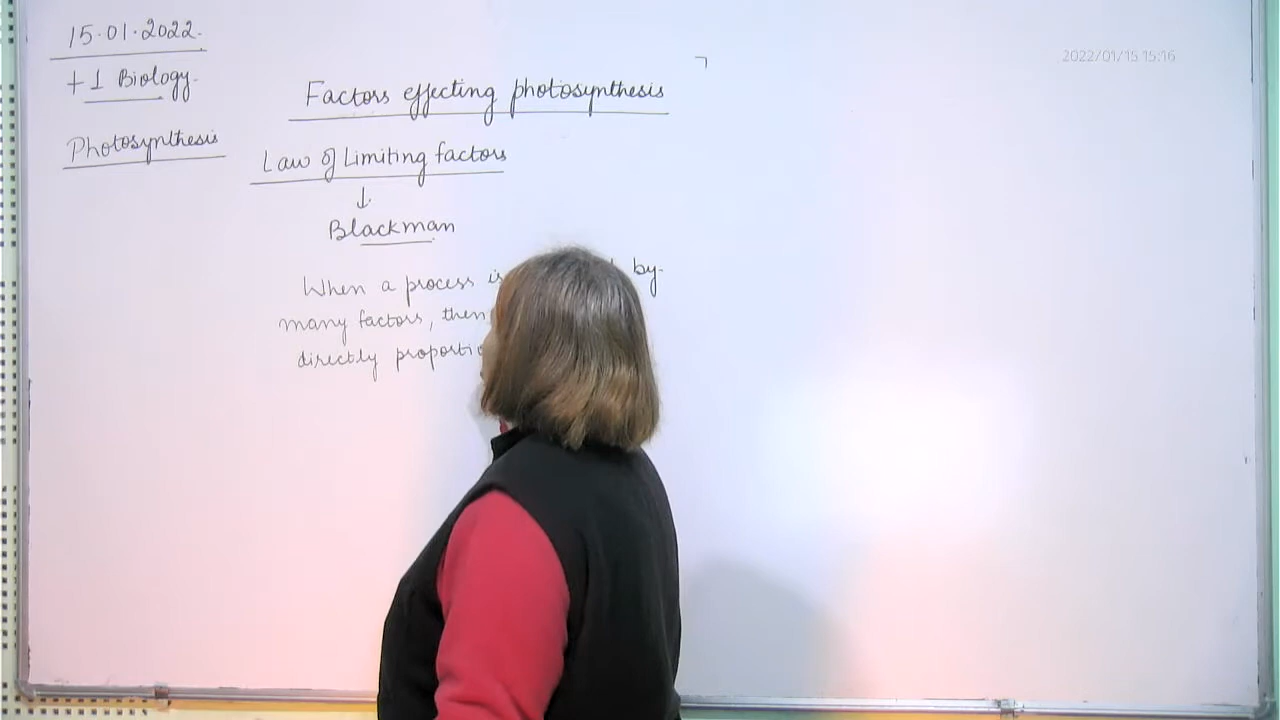 15.01.2022.
+1 Biology.
Photosynthesis
2022/01/15 15:16
Factors effecting photosynthesis
Law of Limiting factors
↓
Blackman
When a process is by
many factors, then
directly